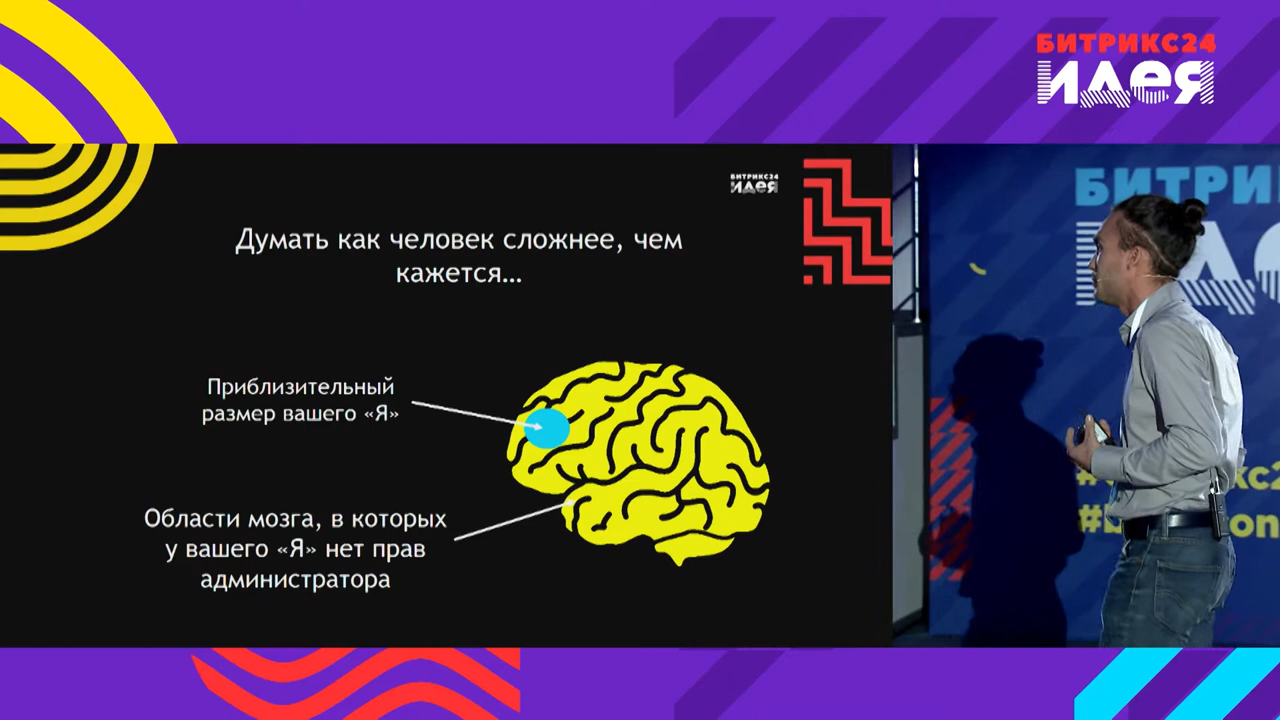 БИТРИКС24
ИДЕЯ
БИТРИКС24
ИДЕЯ
Думать как человек сложнее, чем
кажется...
Приблизительный
размер вашего «Я»
Области мозга, в которых
у вашего «Я» нет прав
администратора